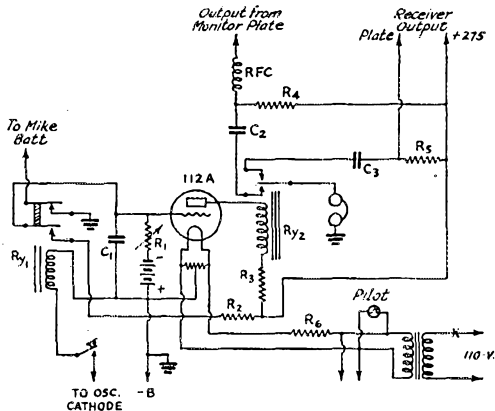 Output from
Monitor Plate
Receiver
Output
Plate
+275
RFC
R4
To Mike
Batt
C2
C3
R5
112A
Ry1
C1
R1
-
+
Ry2
R3
R2
R6
Pilot
X
110-V.
TO OSC.
CATHODE
-B